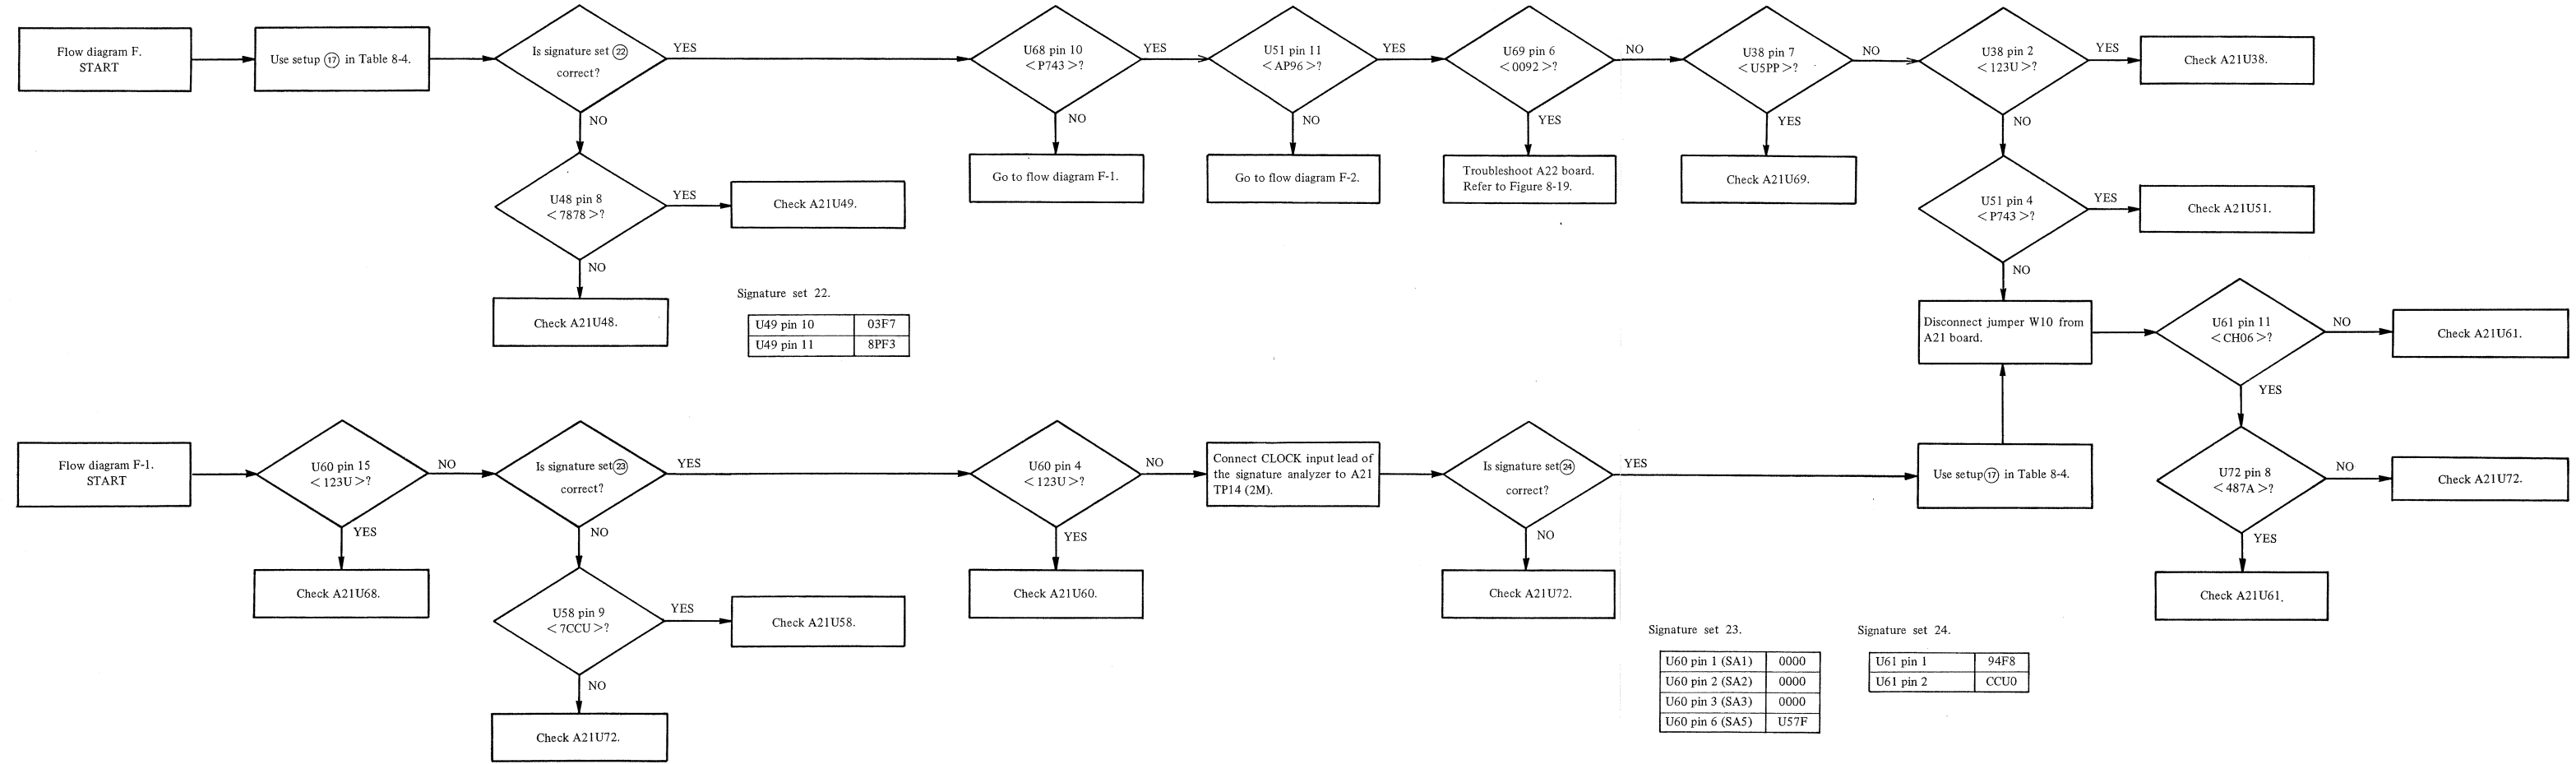 Flow diagram F.
START
Use setup 17 in Table 8-4.
Is signature set 22
correct?
YES
NO
U68 pin 10
<P743>?
YES
NO
U51 pin 11
<AP96>?
YES
NO
U69 pin 6
<0092>?
NO
YES
U38 pin 7
<U5PP>?
NO
YES
U38 pin 2
<123U>?
YES
NO
Check A21U38.
U48 pin 8
<7878>?
YES
NO
Check A21U49.
Go to flow diagram F-1.
Go to flow diagram F-2.
Troubleshoot A22 board.
Refer to Figure 8-19.
Check A21U69.
U51 pin 4
<P743>?
YES
NO
Check A21U51.
Check A21U48.
Signature set 22.
U49 pin 10 03F7
U49 pin 11 8PF3
Disconnect jumper W10 from
A21 board.
U61 pin 11
<CH06>?
NO
YES
Check A21U61.
Flow diagram F-1.
START
U60 pin 15
<123U>?
NO
YES
Is signature set 23
correct?
YES
NO
U60 pin 4
<123U>?
NO
YES
Connect CLOCK input lead of
the signature analyzer to A21
TP14 (2M).
Is signature set 24
correct?
YES
NO
Use setup 17 in Table 8-4.
U72 pin 8
<487A>?
NO
YES
Check A21U72.
Check A21U68.
U58 pin 9
<7CCU>?
YES
NO
Check A21U58.
Check A21U60.
Check A21U72.
Check A21U61.
Check A21U72.
Signature set 23.
U60 pin 1 (SA1) 0000
U60 pin 2 (SA2) 0000
U60 pin 3 (SA3) 0000
U60 pin 6 (SA5) U57F
Signature set 24.
U61 pin 1 94F8
U61 pin 2 CCU0